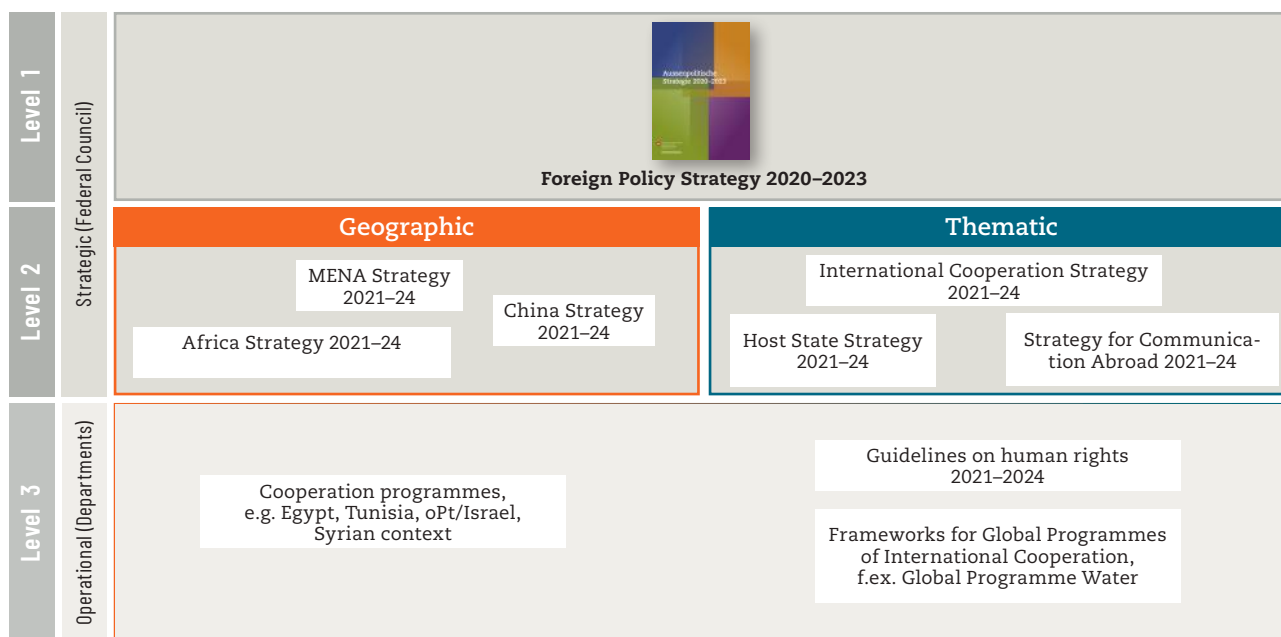 Level 1
Strategic (Federal Council)
Aussenpolitische
Strategie 2020–2023
Foreign Policy Strategy 2020–2023
Level 2
Geographic
MENA Strategy
2021–24
China Strategy
2021–24
Africa Strategy 2021–24
Thematic
International Cooperation Strategy
2021–24
Host State Strategy
2021–24
Strategy for Communica-
tion Abroad 2021–24
Level 3
Operational (Departments)
Cooperation programmes,
e.g. Egypt, Tunisia, oPt/Israel,
Syrian context
Guidelines on human rights
2021–2024
Frameworks for Global Programmes
of International Cooperation,
f.ex. Global Programme Water